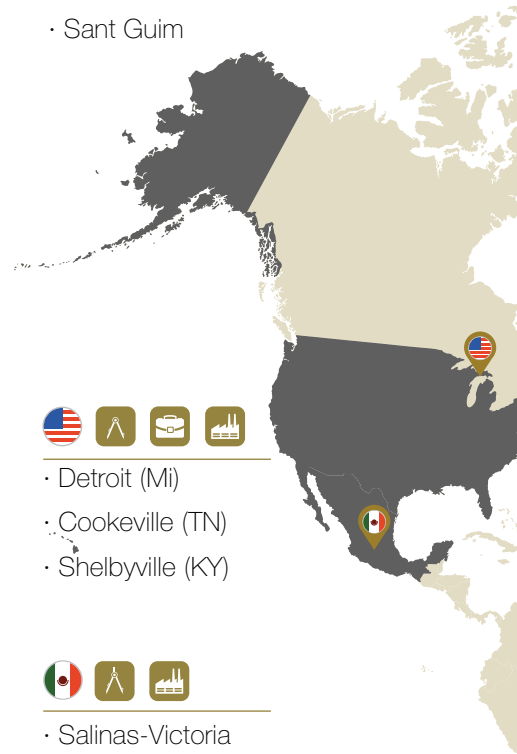 · Sant Guim
· Detroit (Mi)
· Cookeville (TN)
· Shelbyville (KY)
· Salinas-Victoria